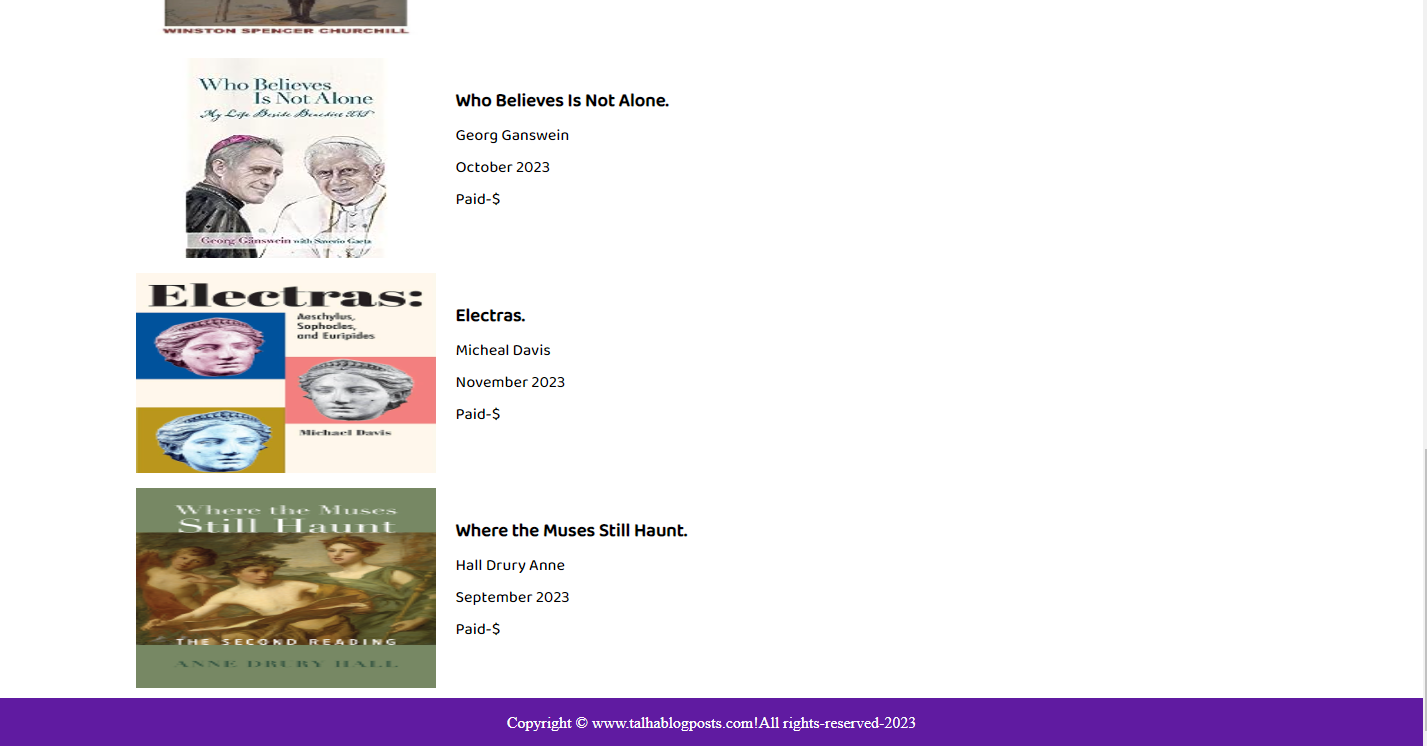 WINSTON SPENCER CHURCHILL
Who Believes
Is Not Alone
My Life Beside Benedict XVI
Georg Gänswein with Saverio Gaeta
Who Believes Is Not Alone.
Georg Ganswein
October 2023
Paid-$
Electras:
Aeschylus,
Sophocles,
and Euripides
Michael Davis
Electras.
Micheal Davis
November 2023
Paid-$
Where the Muses
Still Haunt
THE SECOND READING
ANNE DRURY HALL
Where the Muses Still Haunt.
Hall Drury Anne
September 2023
Paid-$
Copyright © www.talhablogposts.com!All rights-reserved-2023